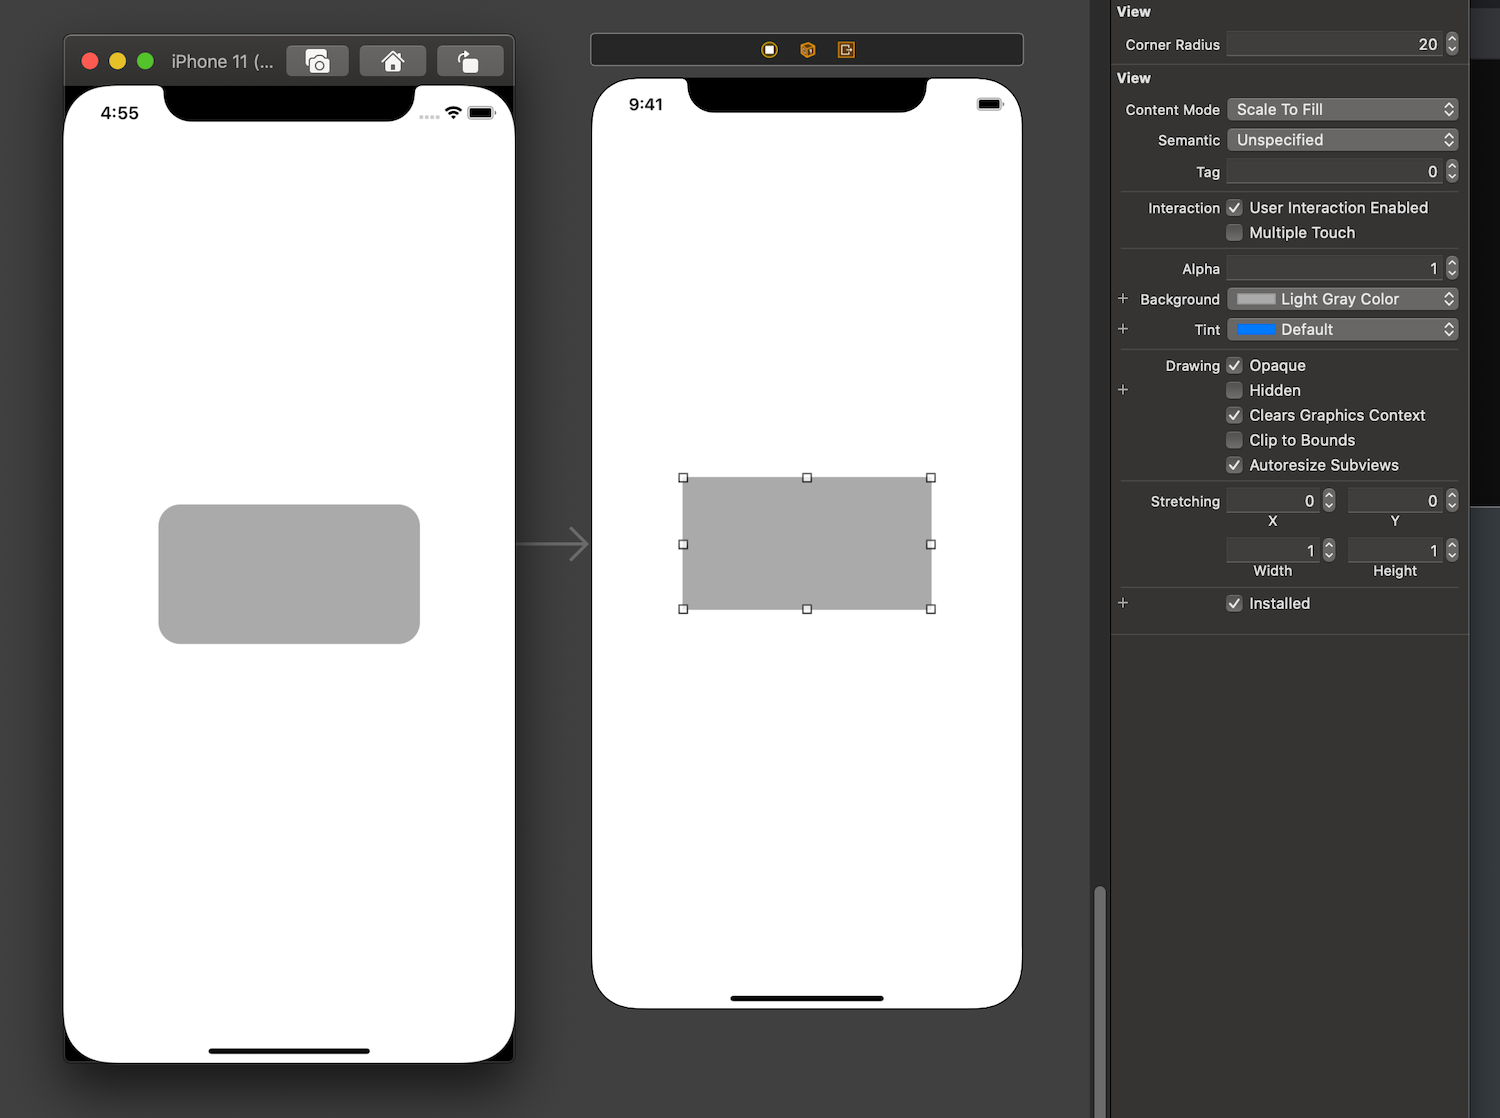 iPhone 11 (...
4:55
9:41
View
Corner Radius 20
View
Content Mode Scale To Fill
Semantic Unspecified
Tag 0
Interaction User Interaction Enabled
Multiple Touch
Alpha 1
+ Background Light Gray Color
+ Tint Default
Drawing Opaque
+ Hidden
Clears Graphics Context
Clip to Bounds
Autoresize Subviews
Stretching 0 0
X Y
1 1
Width Height
+ Installed